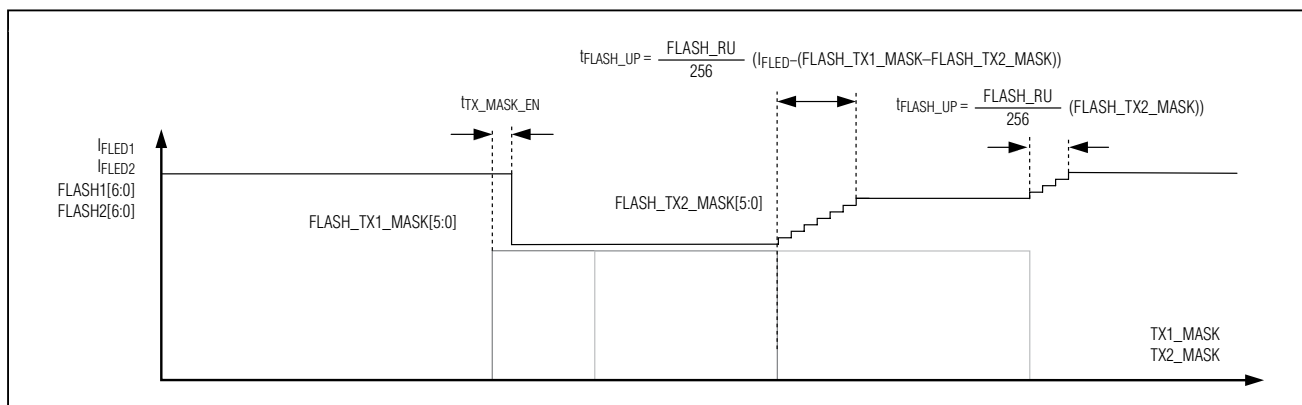 tFLASH_UP = FLASH_RU/256 (IFLED–(FLASH_TX1_MASK–FLASH_TX2_MASK))
tFLASH_UP = FLASH_RU/256 (FLASH_TX2_MASK))
tTX_MASK_EN
IFLED1
IFLED2
FLASH1[6:0]
FLASH2[6:0]
FLASH_TX1_MASK[5:0]
FLASH_TX2_MASK[5:0]
TX1_MASK
TX2_MASK